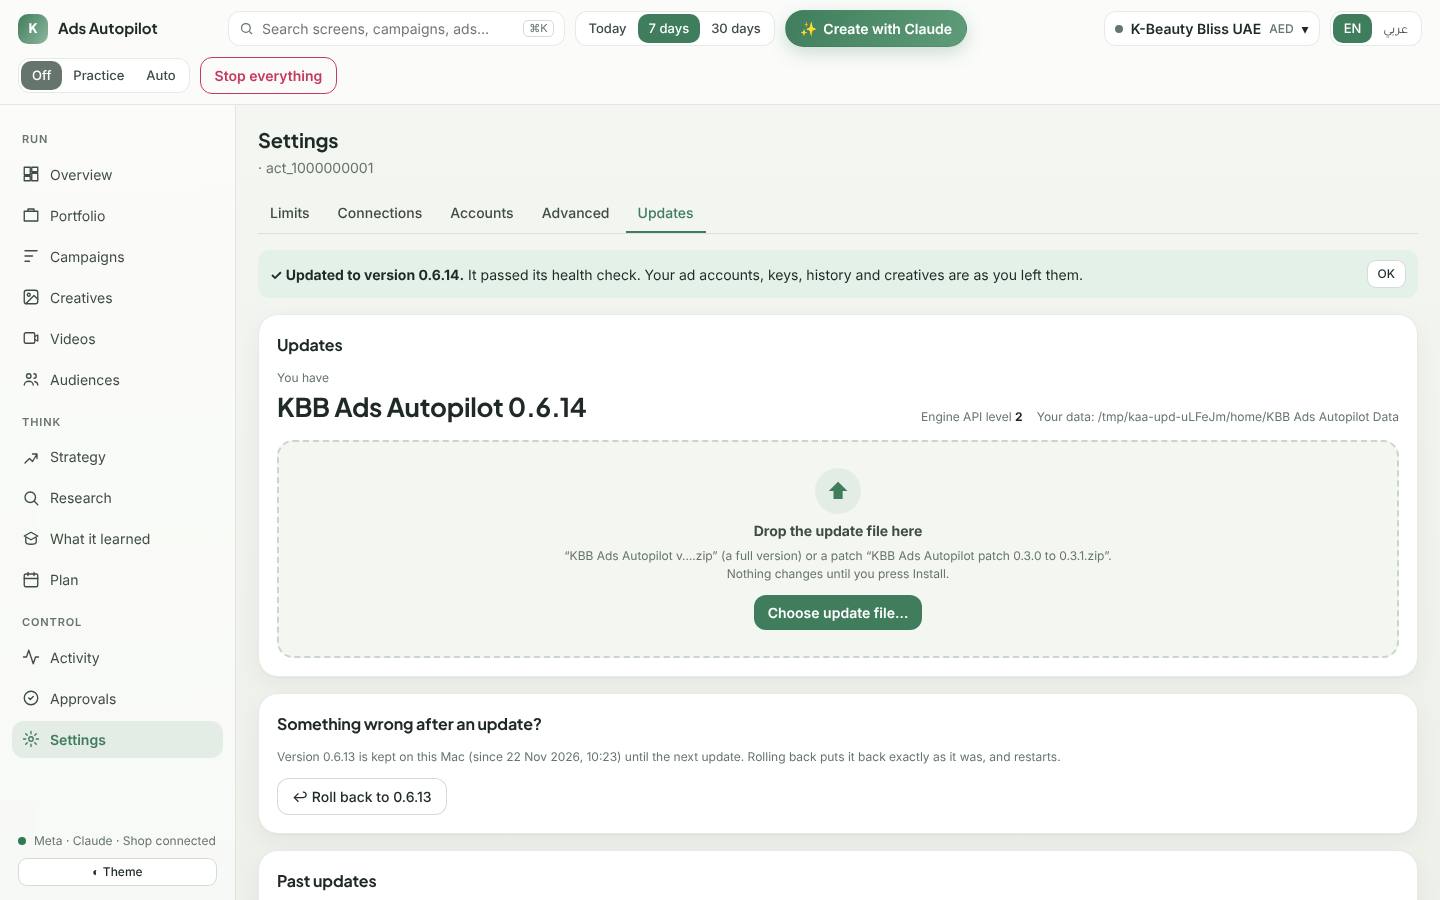 K
Ads Autopilot
Search screens, campaigns, ads...
⌘K
Today
7 days
30 days
✨ Create with Claude
K-Beauty Bliss UAE AED ▾
EN
عربي
Off
Practice
Auto
Stop everything
RUN
Overview
Portfolio
Campaigns
Creatives
Videos
Audiences
THINK
Strategy
Research
What it learned
Plan
CONTROL
Activity
Approvals
Settings
Meta · Claude · Shop connected
Theme
Settings
· act_1000000001
Limits
Connections
Accounts
Advanced
Updates
✓ Updated to version 0.6.14. It passed its health check. Your ad accounts, keys, history and creatives are as you left them.
OK
Updates
You have
KBB Ads Autopilot 0.6.14
Engine API level 2
Your data: /tmp/kaa-upd-uLFeJm/home/KBB Ads Autopilot Data
Drop the update file here
“KBB Ads Autopilot v….zip” (a full version) or a patch “KBB Ads Autopilot patch 0.3.0 to 0.3.1.zip”.
Nothing changes until you press Install.
Choose update file…
Something wrong after an update?
Version 0.6.13 is kept on this Mac (since 22 Nov 2026, 10:23) until the next update. Rolling back puts it back exactly as it was, and restarts.
↩ Roll back to 0.6.13
Past updates